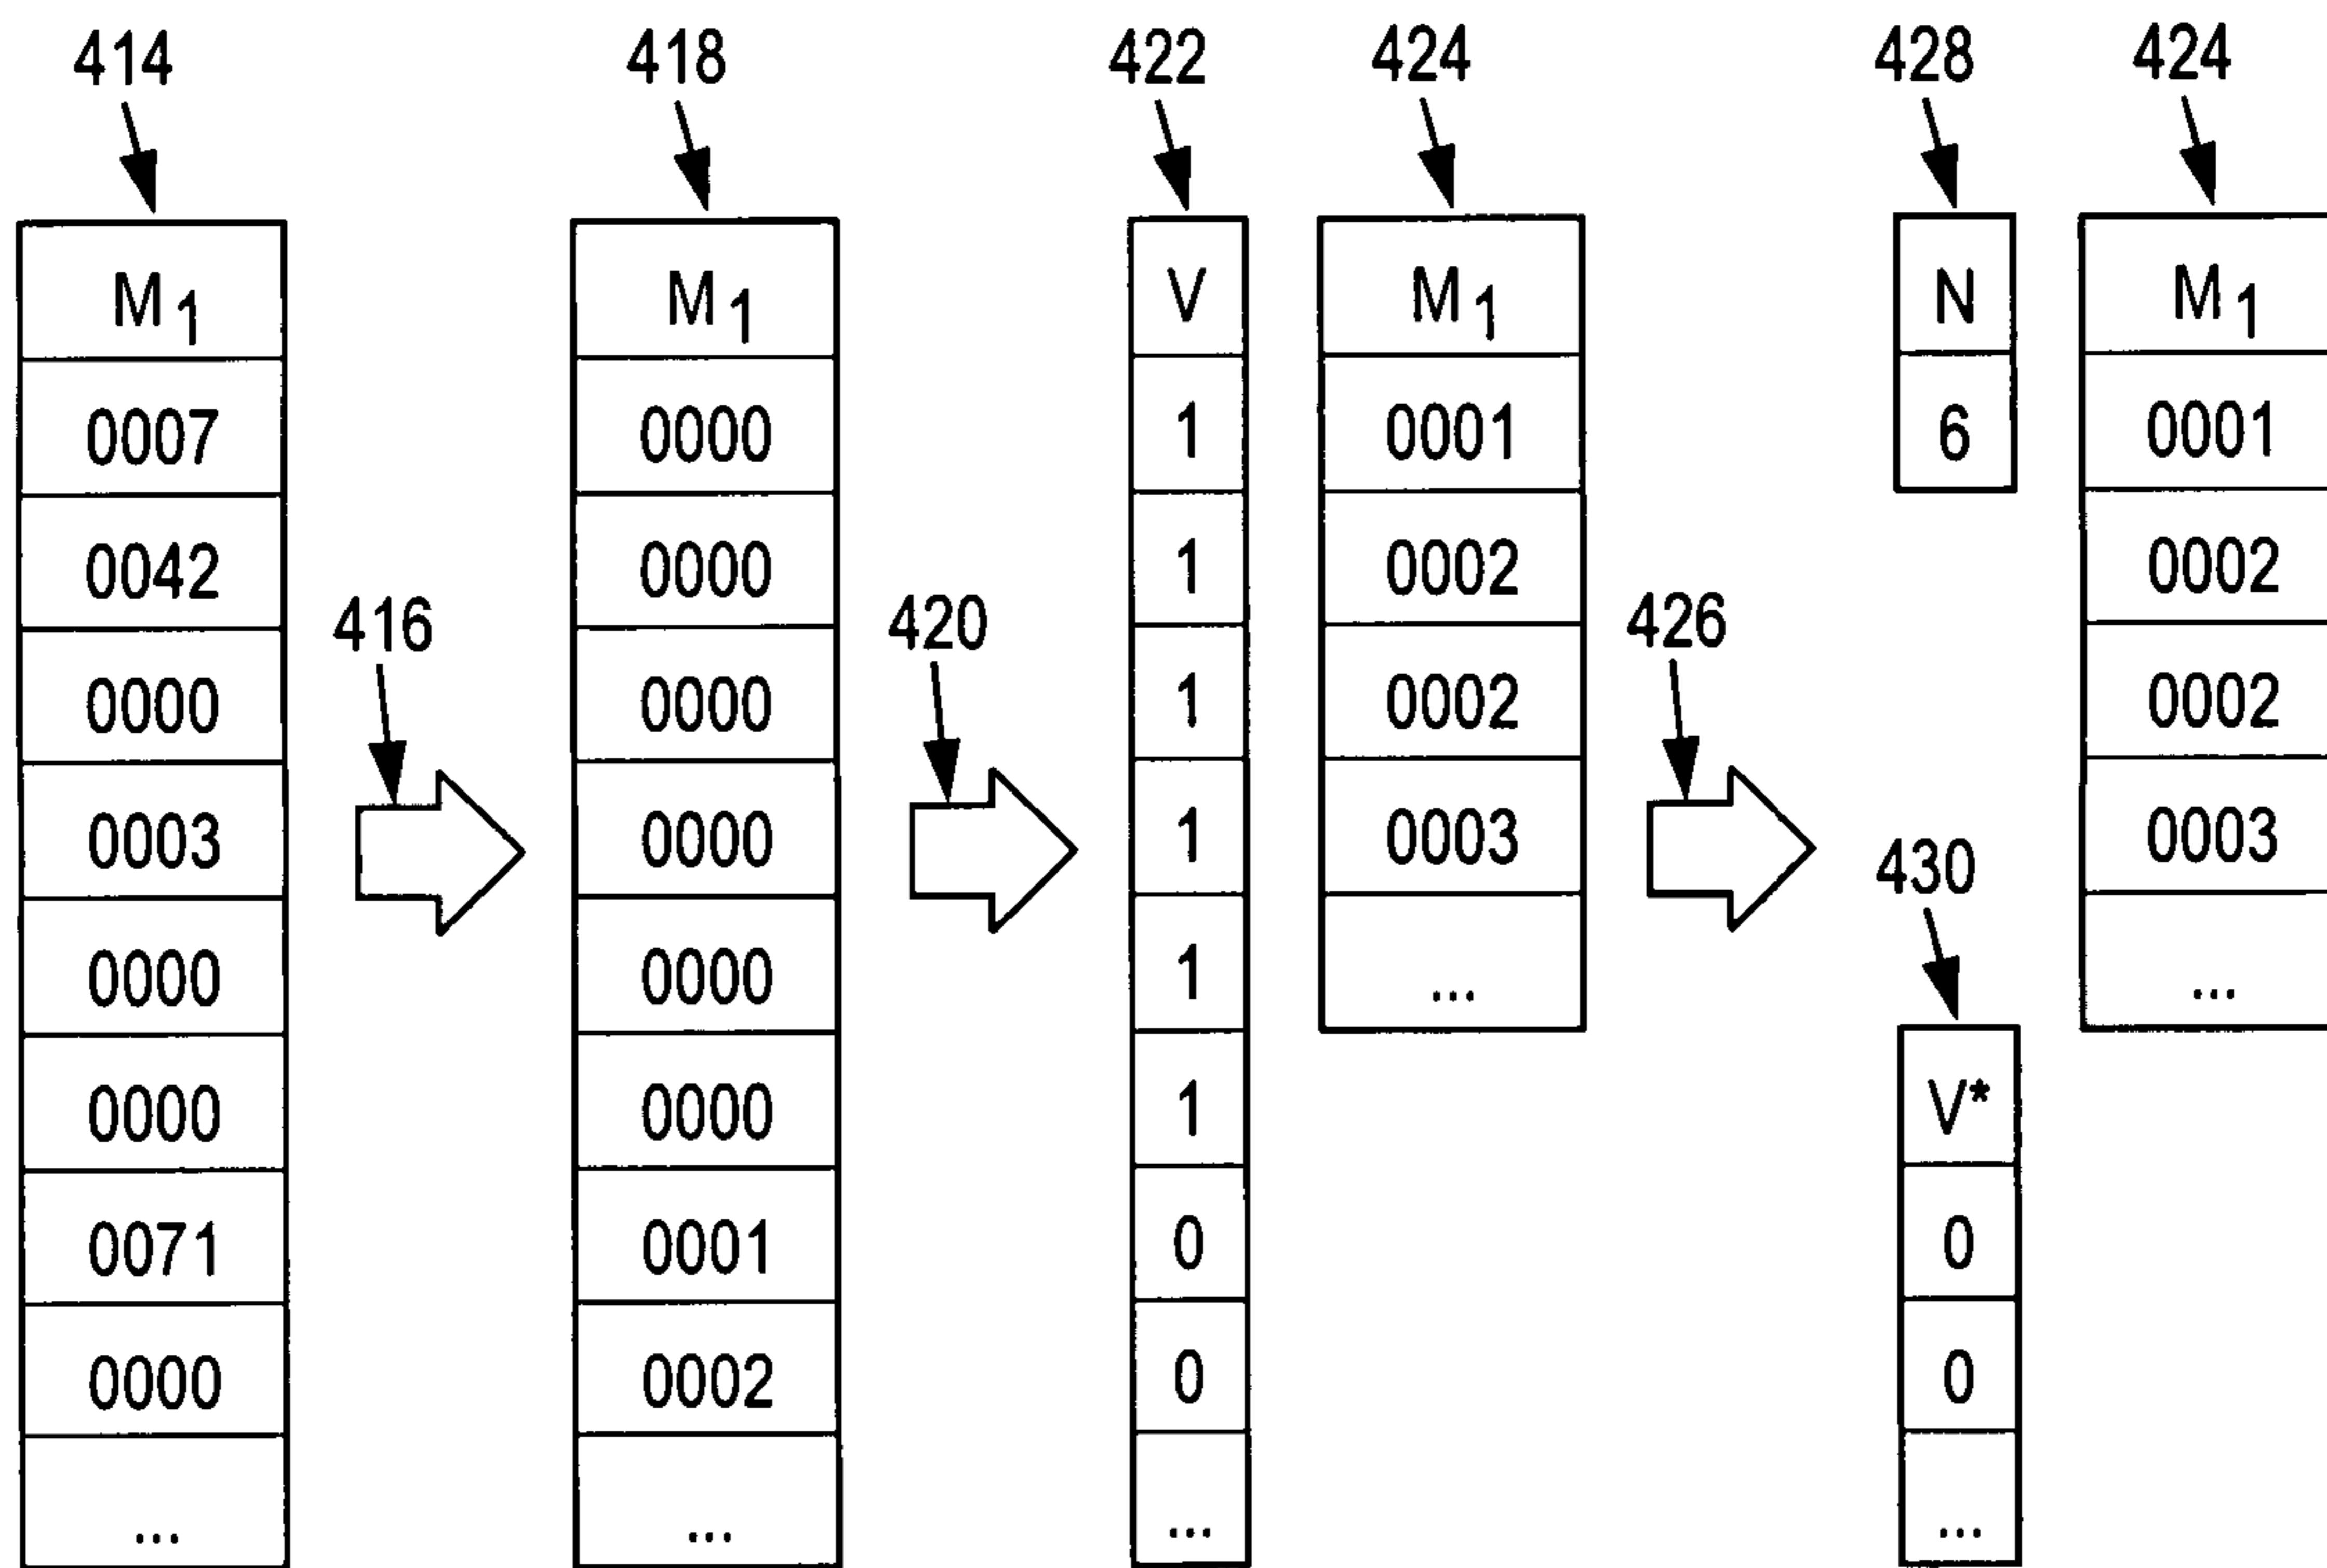 414 418 422 424 428 424
M1 M1 V M1 N M1
0007 0000 1 0001 6 0001
0042 0000 1 0002 0002
416 420 426
0000 0000 1 0002 0002
0003 0000 1 0003 0003
430
0000 0000 1 ... ...
0000 0000 1 V*
0071 0001 0 0
0000 0002 0 0
... ... ... ...